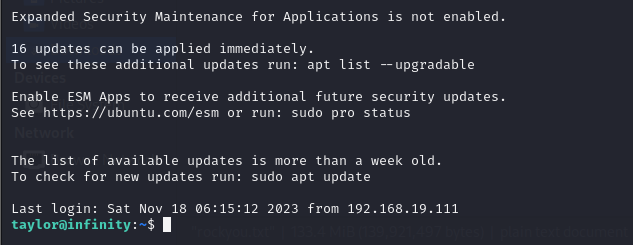 Expanded Security Maintenance for Applications is not enabled.
16 updates can be applied immediately.
To see these additional updates run: apt list --upgradable
Enable ESM Apps to receive additional future security updates.
See https://ubuntu.com/esm or run: sudo pro status
The list of available updates is more than a week old.
To check for new updates run: sudo apt update
Last login: Sat Nov 18 06:15:12 2023 from 192.168.19.111
taylor@infinity:~$
Devices
Network